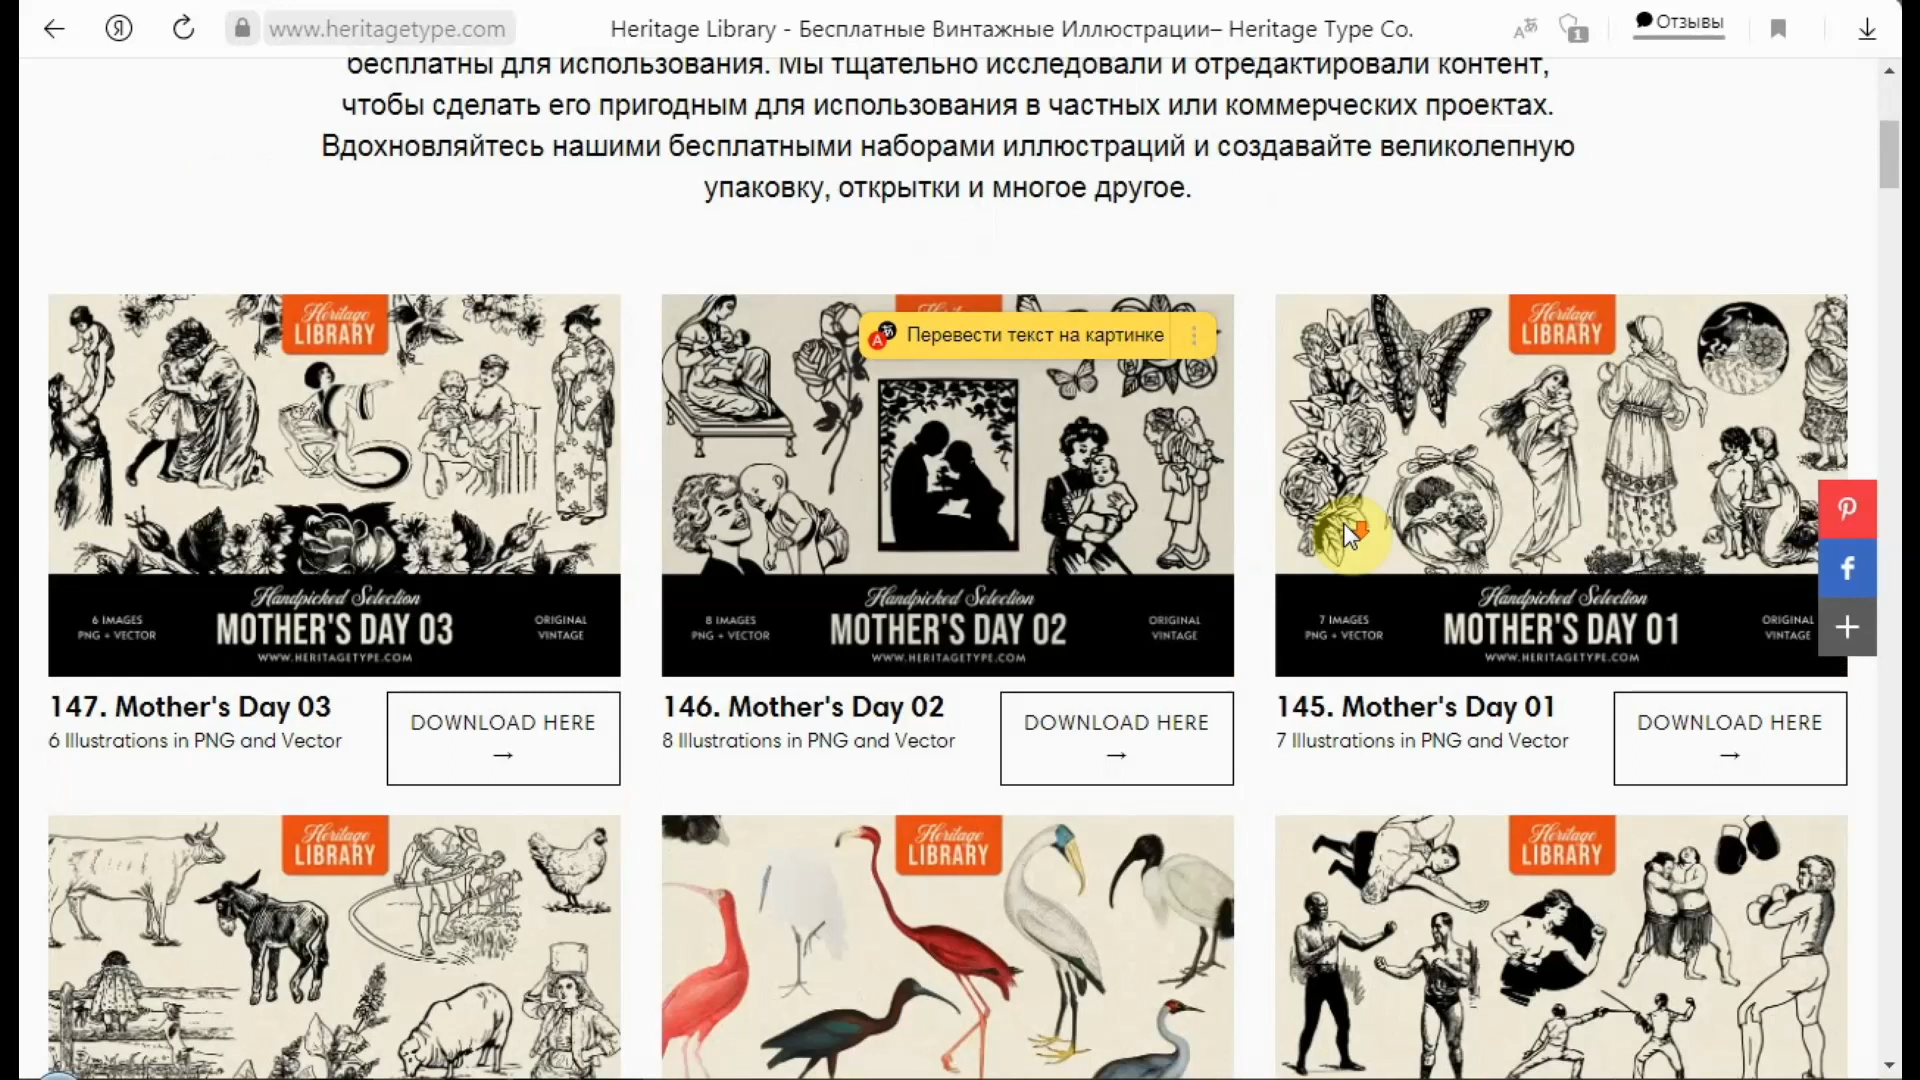 www.heritagetype.com
Heritage Library - Бесплатные Винтажные Иллюстрации– Heritage Type Co.
1
Отзывы
бесплатны для использования. Мы тщательно исследовали и отредактировали контент,
чтобы сделать его пригодным для использования в частных или коммерческих проектах.
Вдохновляйтесь нашими бесплатными наборами иллюстраций и создавайте великолепную
упаковку, открытки и многое другое.
Heritage
LIBRARY
Handpicked Selection
6 IMAGES
PNG + VECTOR
MOTHER'S DAY 03
ORIGINAL
VINTAGE
WWW.HERITAGETYPE.COM
147. Mother's Day 03
6 Illustrations in PNG and Vector
DOWNLOAD HERE
→
Перевести текст на картинке
Handpicked Selection
8 IMAGES
PNG + VECTOR
MOTHER'S DAY 02
ORIGINAL
VINTAGE
WWW.HERITAGETYPE.COM
146. Mother's Day 02
8 Illustrations in PNG and Vector
DOWNLOAD HERE
→
Heritage
LIBRARY
Handpicked Selection
7 IMAGES
PNG + VECTOR
MOTHER'S DAY 01
ORIGINAL
VINTAGE
WWW.HERITAGETYPE.COM
145. Mother's Day 01
7 Illustrations in PNG and Vector
DOWNLOAD HERE
→
Heritage
LIBRARY
Heritage
LIBRARY
Heritage
LIBRARY